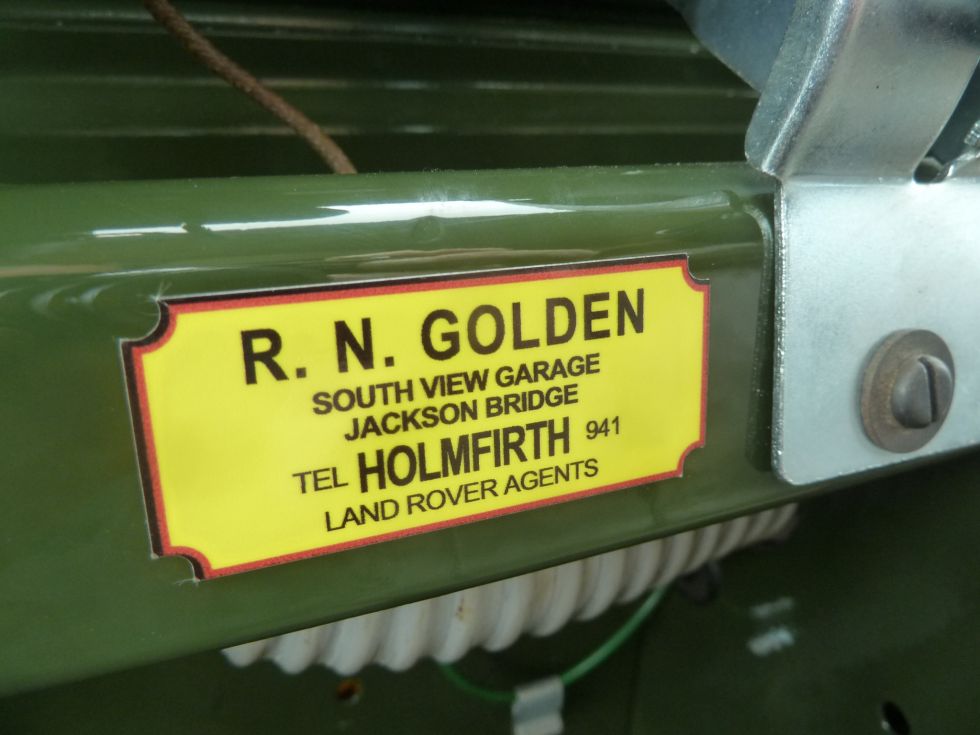 R. N. GOLDEN
SOUTH VIEW GARAGE
JACKSON BRIDGE
TEL HOLMFIRTH 941
LAND ROVER AGENTS